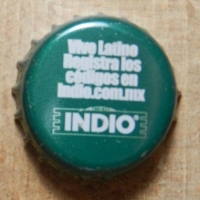 Vive Latino
Registra los
códigos en
indio.com.mx
INDIO®